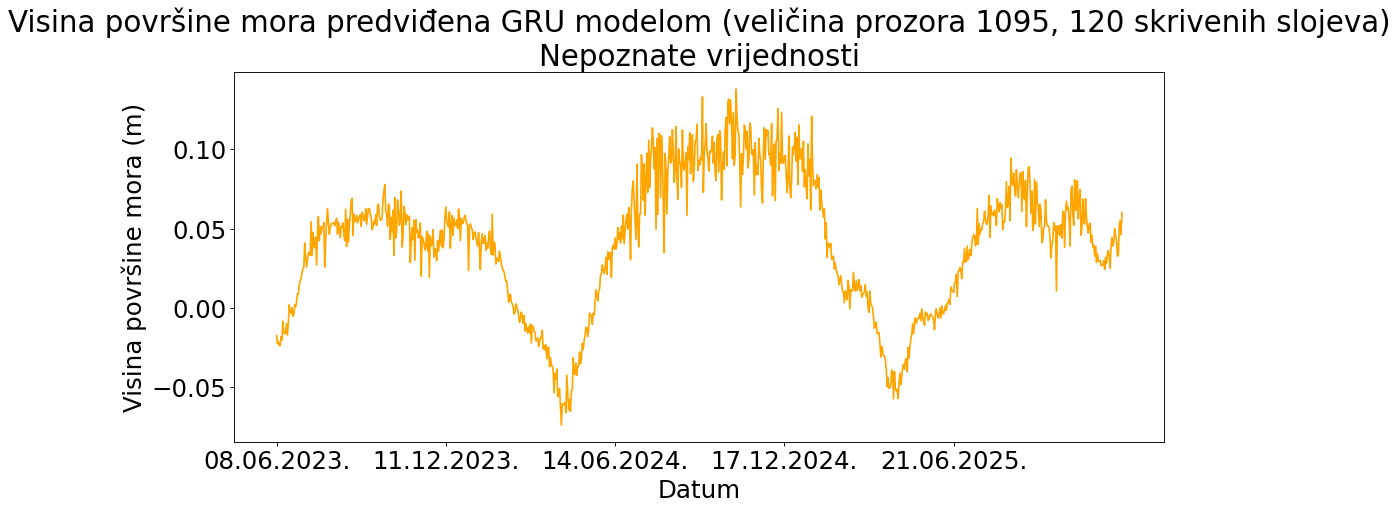 Visina površine mora predviđena GRU modelom (veličina prozora 1095, 120 skrivenih slojeva)
Nepoznate vrijednosti
Visina površine mora (m)
0.10
0.05
0.00
−0.05
08.06.2023. 11.12.2023. 14.06.2024. 17.12.2024. 21.06.2025.
Datum